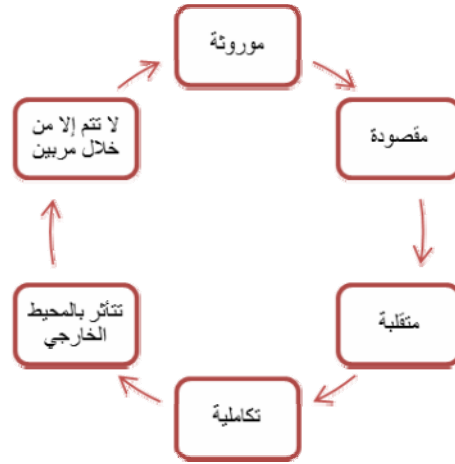 موروثة
مقصودة
متقلبة
تكاملية
تتأثر بالمحيط
الخارجي
لا تتم إلا من
خلال مربين